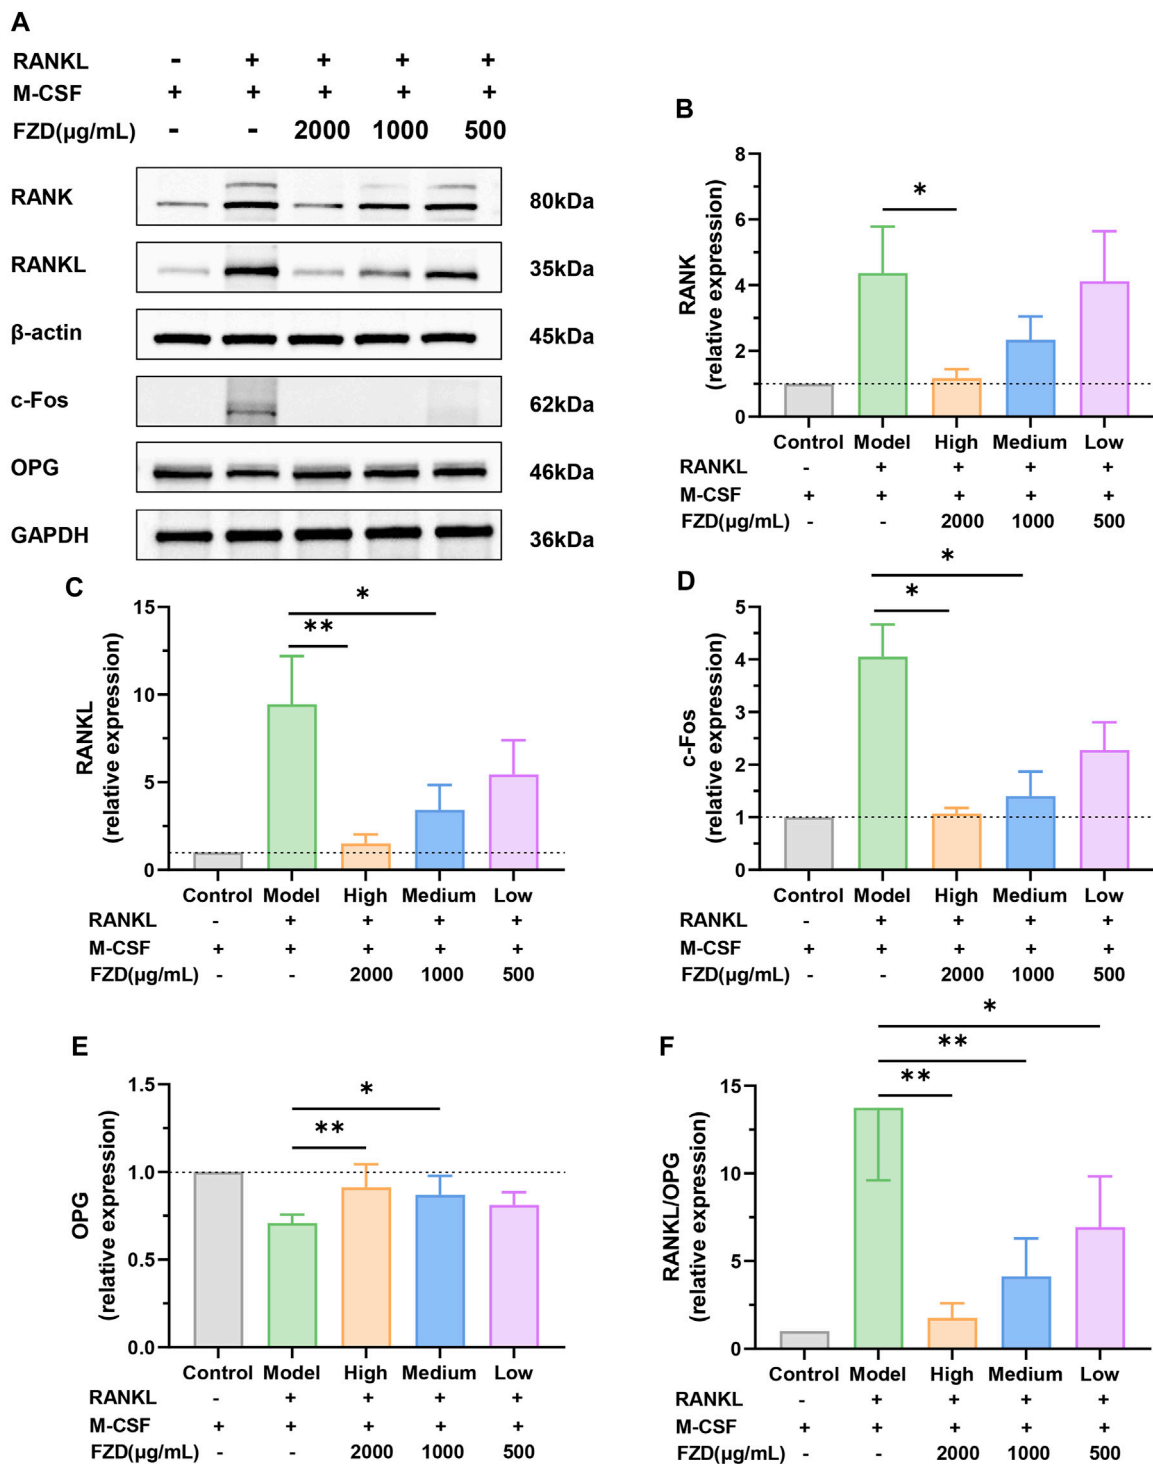 A
RANKL - + + + +
M-CSF + + + + +
FZD(μg/mL) - - 2000 1000 500
RANK 80kDa
RANKL 35kDa
β-actin 45kDa
c-Fos 62kDa
OPG 46kDa
GAPDH 36kDa
B
RANK
(relative expression)
8
6
4
2
0
*
Control Model High Medium Low
RANKL - + + + +
M-CSF + + + + +
FZD(μg/mL) - - 2000 1000 500
C
RANKL
(relative expression)
15
10
5
0
*
**
Control Model High Medium Low
RANKL - + + + +
M-CSF + + + + +
FZD(μg/mL) - - 2000 1000 500
D
c-Fos
(relative expression)
5
4
3
2
1
0
*
*
Control Model High Medium Low
RANKL - + + + +
M-CSF + + + + +
FZD(μg/mL) - - 2000 1000 500
E
OPG
(relative expression)
1.5
1.0
0.5
0.0
*
**
Control Model High Medium Low
RANKL - + + + +
M-CSF + + + + +
FZD(μg/mL) - - 2000 1000 500
F
RANKL/OPG
(relative expression)
15
10
5
0
*
**
**
Control Model High Medium Low
RANKL - + + + +
M-CSF + + + + +
FZD(μg/mL) - - 2000 1000 500